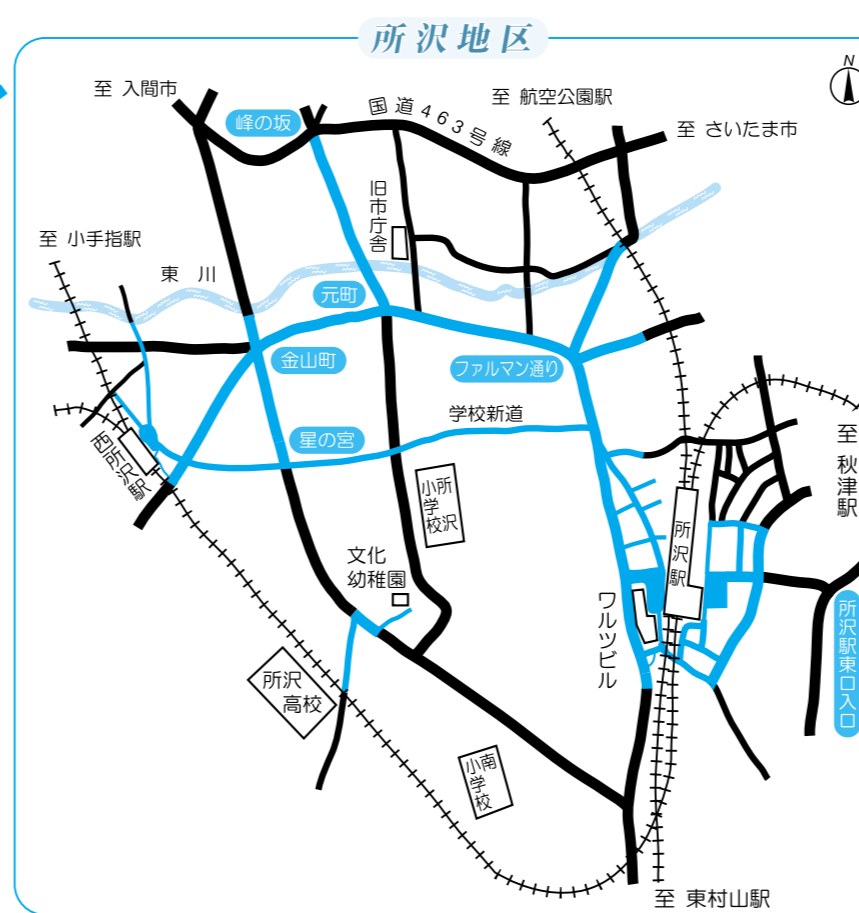 所沢地区
N
至 入間市
峰の坂
国道463号線
至 航空公園駅
至 さいたま市
旧市庁舎
至 小手指駅
東川
元町
金山町
ファルマン通り
星の宮
学校新道
西所沢駅
所沢
小学校
所沢駅
至 秋津駅
文化
幼稚園
ワルツビル
所沢駅東口入口
所沢
高校
南
小学校
至 東村山駅